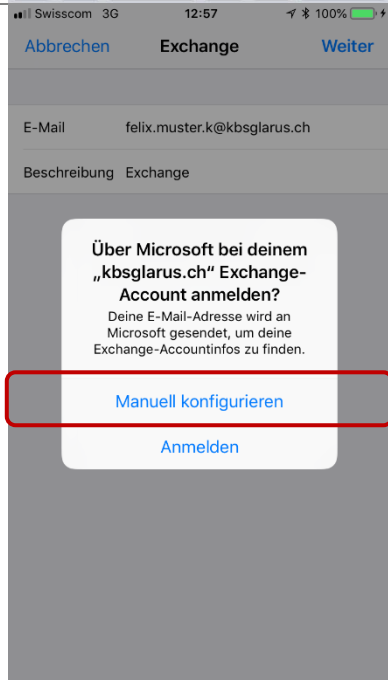 Swisscom 3G 12:57 100%
Abbrechen Exchange Weiter
E-Mail felix.muster.k@kbsglarus.ch
Beschreibung Exchange
Über Microsoft bei deinem
„kbsglarus.ch“ Exchange-
Account anmelden?
Deine E-Mail-Adresse wird an
Microsoft gesendet, um deine
Exchange-Accountinfos zu finden.
Manuell konfigurieren
Anmelden